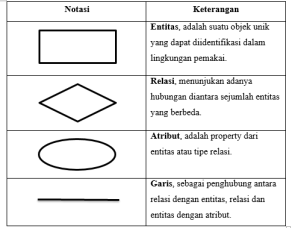 Notasi
Keterangan
Entitas, adalah suatu objek unik
yang dapat diidentifikasi dalam
lingkungan pemakai.
Relasi, menunjukan adanya
hubungan diantara sejumlah entitas
yang berbeda.
Atribut, adalah property dari
entitas atau tipe relasi.
Garis, sebagai penghubung antara
relasi dengan entitas, relasi dan
entitas dengan atribut.